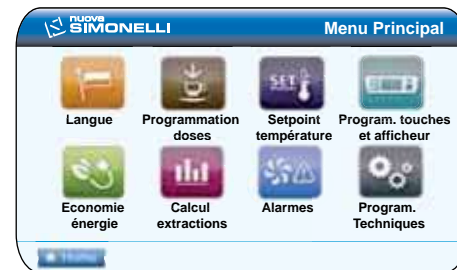 nuova
SIMONELLI
Menu Principal
SET
Langue
Programmation
doses
Setpoint
température
Program. touches
et afficheur
Economie
énergie
Calcul
extractions
Alarmes
Program.
Techniques
Home